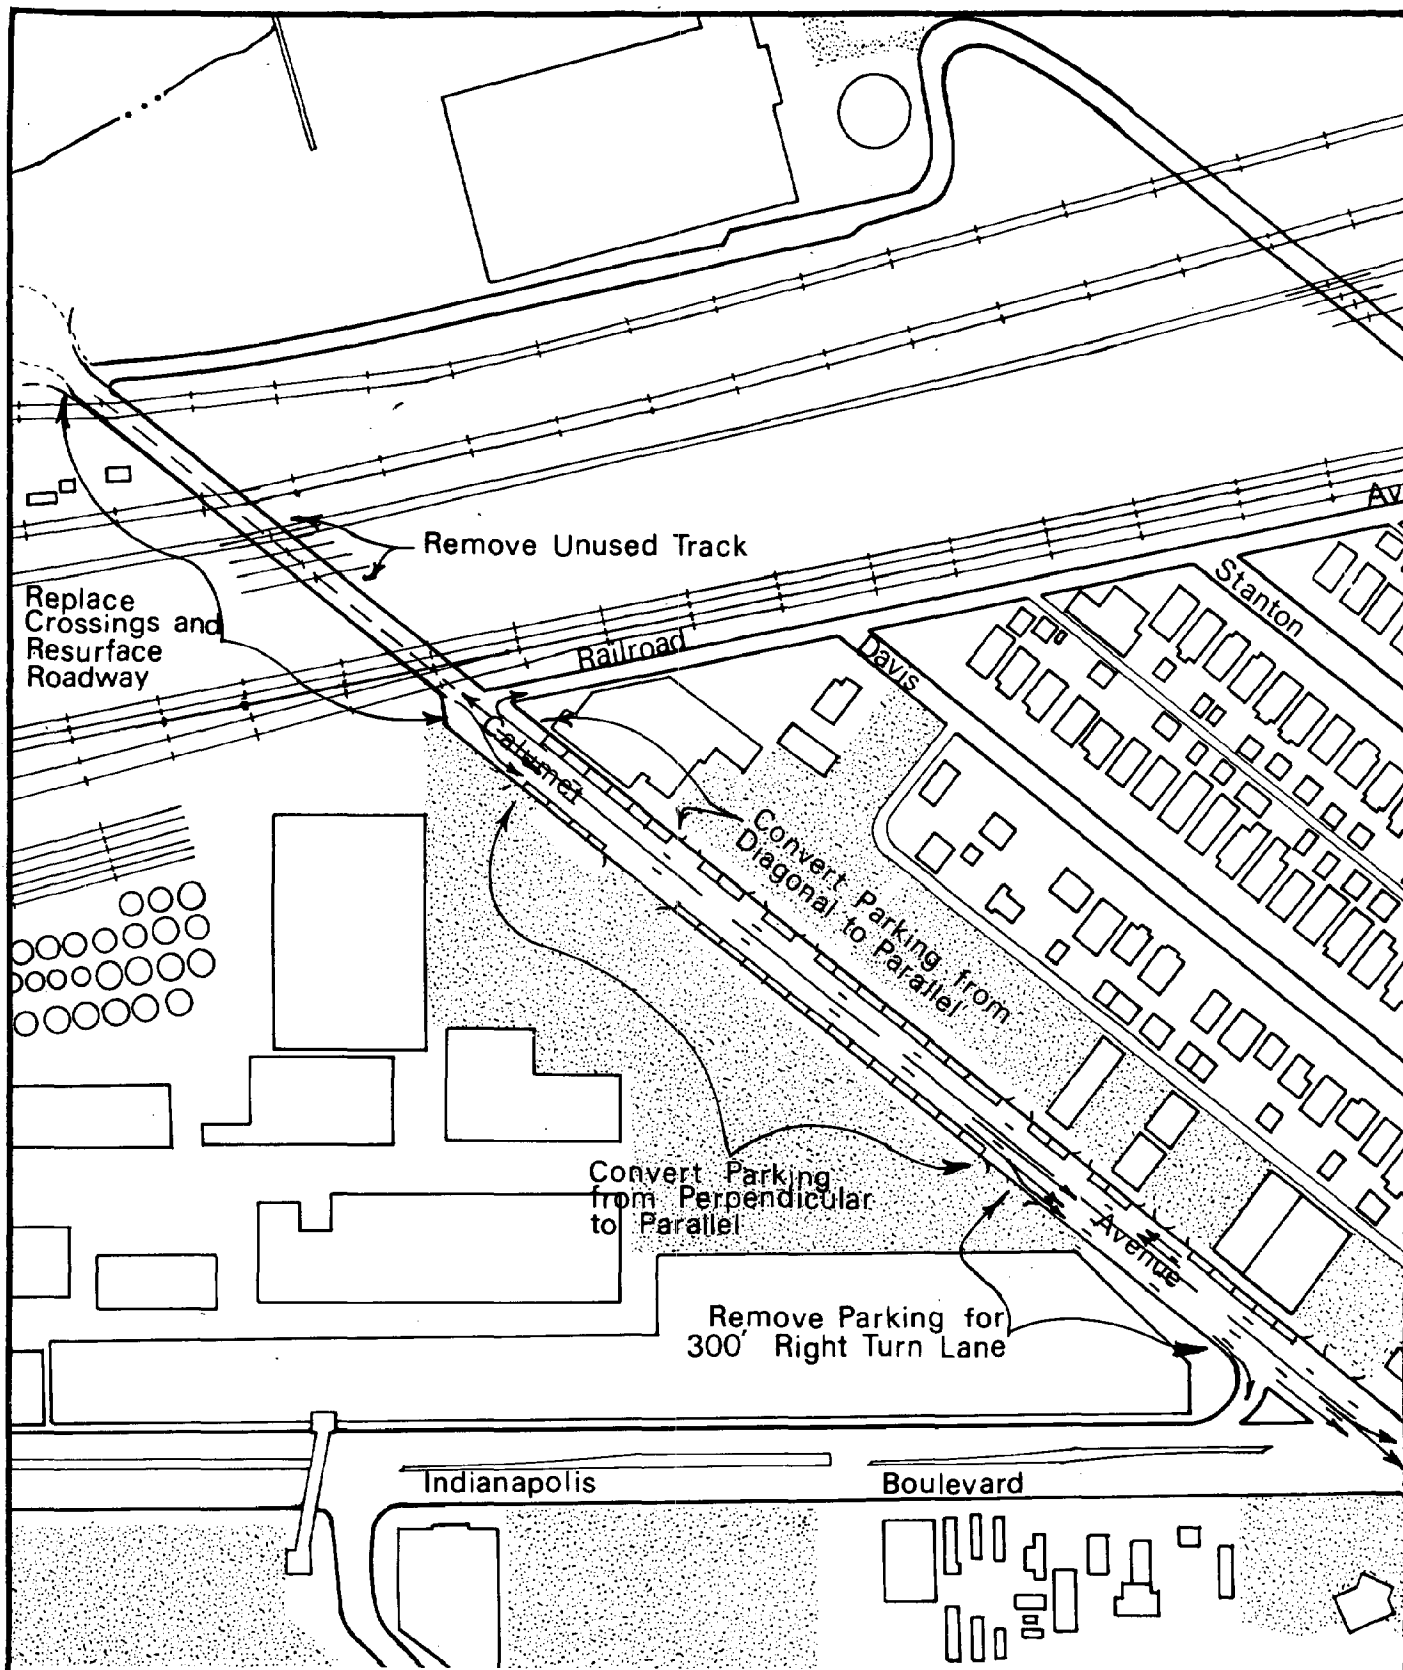 Av
Stanton
Remove Unused Track
Replace
Crossings and
Resurface
Roadway
Railroad
Davis
Calumet
Convert Parking from
Diagonal to Parallel
Convert Parking
from Perpendicular
to Parallel
Avenue
Remove Parking for
300' Right Turn Lane
Indianapolis
Boulevard